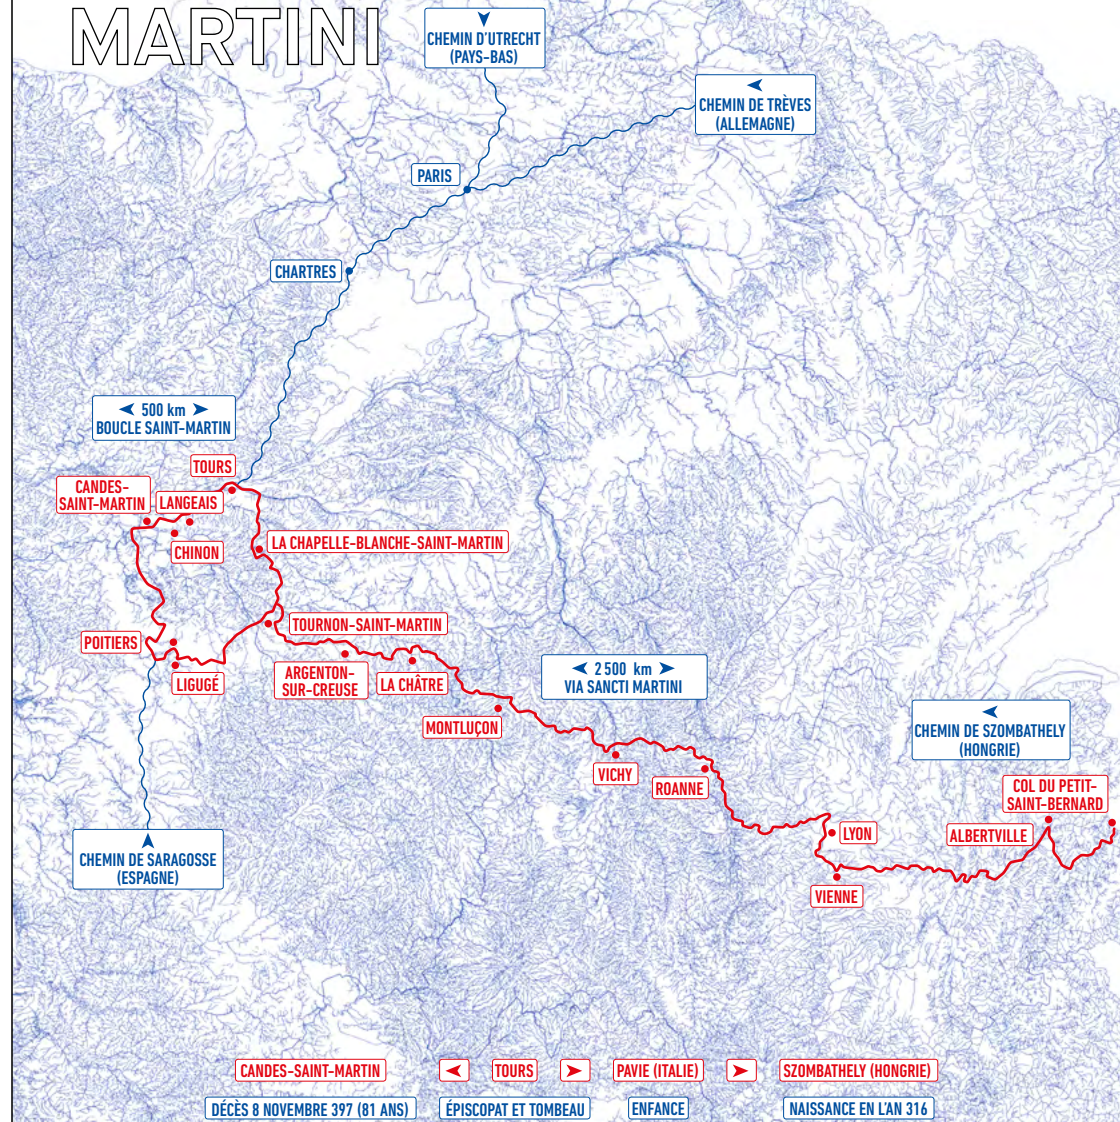 MARTINI
CHEMIN D'UTRECHT
(PAYS-BAS)
CHEMIN DE TRÈVES
(ALLEMAGNE)
PARIS
CHARTRES
500 km
BOUCLE SAINT-MARTIN
TOURS
CANDES-
SAINT-MARTIN
LANGEAIS
CHINON
LA CHAPELLE-BLANCHE-SAINT-MARTIN
TOURNON-SAINT-MARTIN
POITIERS
LIGUGÉ
ARGENTON-
SUR-CREUSE
LA CHÂTRE
2 500 km
VIA SANCTI MARTINI
MONTLUÇON
CHEMIN DE SZOMBATHELY
(HONGRIE)
VICHY
ROANNE
COL DU PETIT-
SAINT-BERNARD
LYON
ALBERTVILLE
CHEMIN DE SARAGOSSE
(ESPAGNE)
VIENNE
CANDES-SAINT-MARTIN
TOURS
PAVIE (ITALIE)
SZOMBATHELY (HONGRIE)
DÉCÈS 8 NOVEMBRE 397 (81 ANS)
ÉPISCOPAT ET TOMBEAU
ENFANCE
NAISSANCE EN L'AN 316